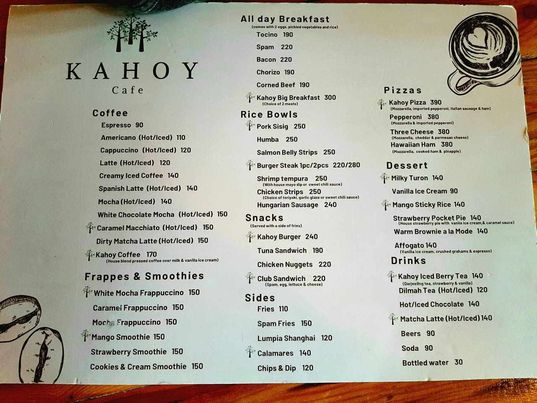 KAHOY
Cafe
Coffee
Espresso 90
Americano (Hot/Iced) 110
Cappuccino (Hot/Iced) 120
Latte (Hot/Iced) 120
Creamy Iced Coffee 140
Spanish Latte (Hot/Iced) 140
Mocha (Hot/Iced) 140
White Chocolate Mocha (Hot/Iced) 150
Caramel Macchiato (Hot/Iced) 150
Dirty Matcha Latte (Hot/Iced) 150
Kahoy Coffee 170
(House blend pressed coffee over milk & vanilla ice cream)
Frappes & Smoothies
White Mocha Frappuccino 150
Caramel Frappuccino 150
Mocha Frappuccino 150
Mango Smoothie 150
Strawberry Smoothie 150
Cookies & Cream Smoothie 150
All day Breakfast
(comes with 2 eggs, pickled vegetables and rice)
Tocino 190
Spam 220
Bacon 220
Chorizo 190
Corned Beef 190
Kahoy Big Breakfast 300
(Choice of 2 meats)
Rice Bowls
Pork Sisig 250
Humba 250
Salmon Belly Strips 250
Burger Steak 1pc/2pcs 220/280
Shrimp tempura 250
(With house mayo dip or sweet chili sauce)
Chicken Strips 250
(Choice of teriyaki, garlic glaze or sweet chili sauce)
Hungarian Sausage 240
Snacks
(Served with a side of fries)
Kahoy Burger 240
Tuna Sandwich 190
Chicken Nuggets 220
Club Sandwich 220
(Spam, egg, lettuce & cheese)
Sides
Fries 110
Spam Fries 150
Lumpia Shanghai 120
Calamares 140
Chips & Dip 120
Pizzas
Kahoy Pizza 390
(Mozzarella, imported pepperoni, italian sausage & ham)
Pepperoni 380
(Mozzarella & imported pepperoni)
Three Cheese 380
(Mozzarella, cheddar & parmesan cheese)
Hawaiian Ham 380
(Mozzarella, cooked ham & pineapple)
Dessert
Milky Turon 140
Vanilla Ice Cream 90
Mango Sticky Rice 140
Strawberry Pocket Pie 140
(House strawberry pie with vanilla ice cream & caramel sauce)
Warm Brownie a la Mode 140
Affogato 140
(Vanilla ice cream, crushed grahams & espresso)
Drinks
Kahoy Iced Berry Tea 140
(Darjeeling tea, strawberry & vanilla)
Dilmah Tea (Hot/Iced) 120
Hot/Iced Chocolate 140
Matcha Latte (Hot/Iced) 140
Beers 90
Soda 90
Bottled water 30